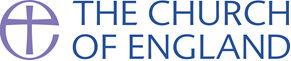 THE CHURCH
OF ENGLAND